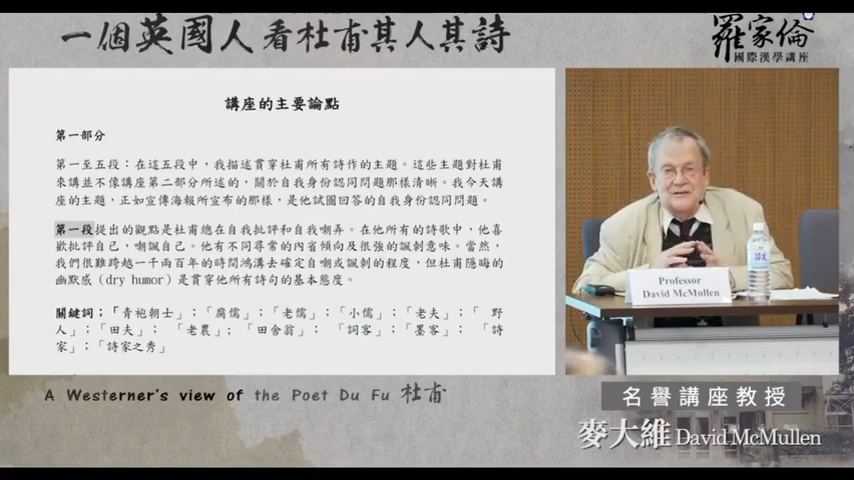 一個英國人看杜甫其人其詩
羅家倫
國際漢學講座
講座的主要論點
第一部分
第一至五段：在這五段中，我描述貫穿杜甫所有詩作的主題。這些主題對杜甫
來講並不像講座第二部分所述的，關於自我身份認同問題那樣清晰。我今天講
座的主題，正如宣傳海報所宣布的那樣，是他試圖回答的自我身份認同問題。
第一段提出的觀點是杜甫總在自我批評和自我嘲弄。在他所有的詩歌中，他喜
歡批評自己，嘲諷自己。他有不同尋常的內省傾向及很強的諷刺意味。當然，
我們很難跨越一千兩百年的時間鴻溝去確定自嘲或諷刺的程度，但杜甫隱晦的
幽默感（dry humor）是貫穿他所有詩句的基本態度。
關鍵詞；「青袍朝士」；「腐儒」；「老儒」；「小儒」；「老夫」；「 野
人」；「田夫」； 「老農」；「田舍翁」； 「詞客」；「墨客」； 「詩
家」；「詩家之秀」
Professor
David McMullen
A Westerner's view of the Poet Du Fu 杜甫
名譽講座教授
麥大維 David McMullen